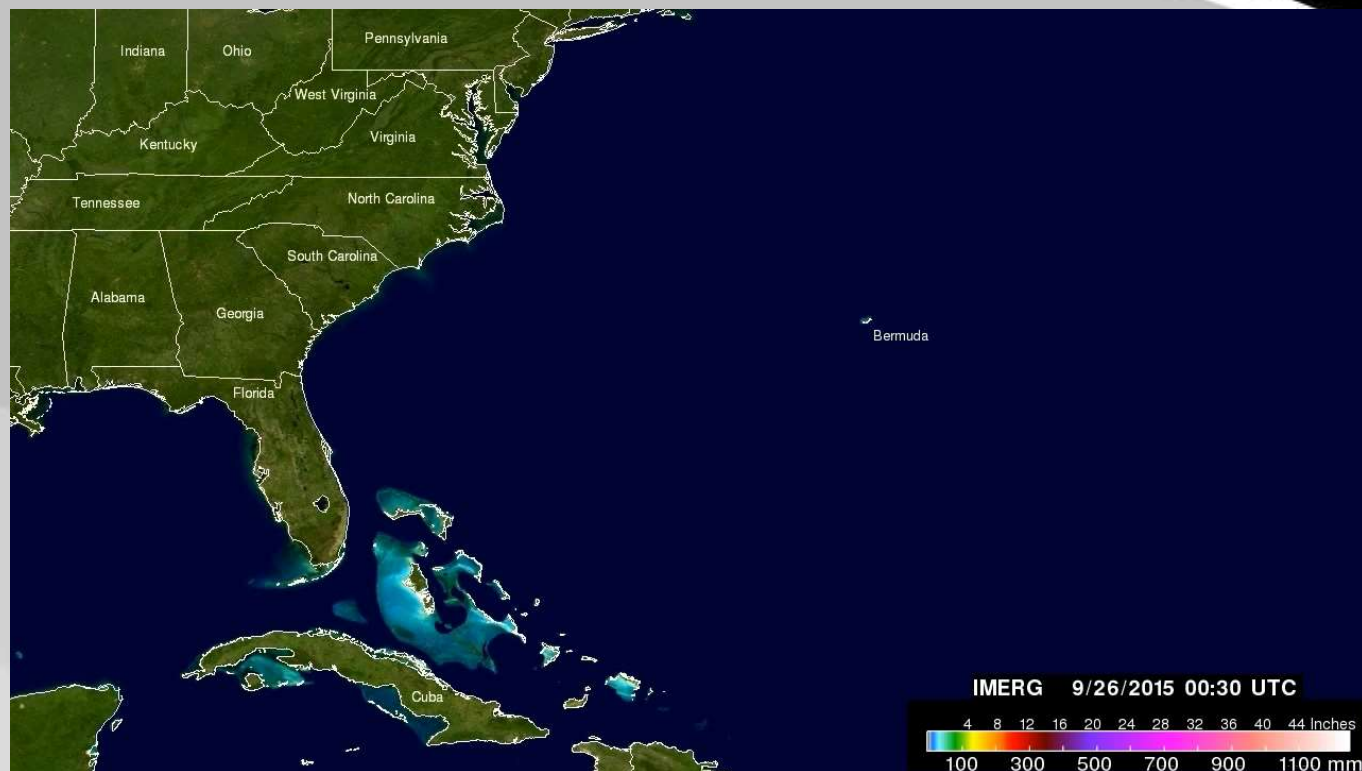 Pennsylvania
Indiana
Ohio
West Virginia
Virginia
Kentucky
Tennessee
North Carolina
South Carolina
Alabama
Georgia
Bermuda
Florida
Cuba
IMERG 9/26/2015 00:30 UTC
4 8 12 16 20 24 28 32 36 40 44 Inches
100 300 500 700 900 1100 mm